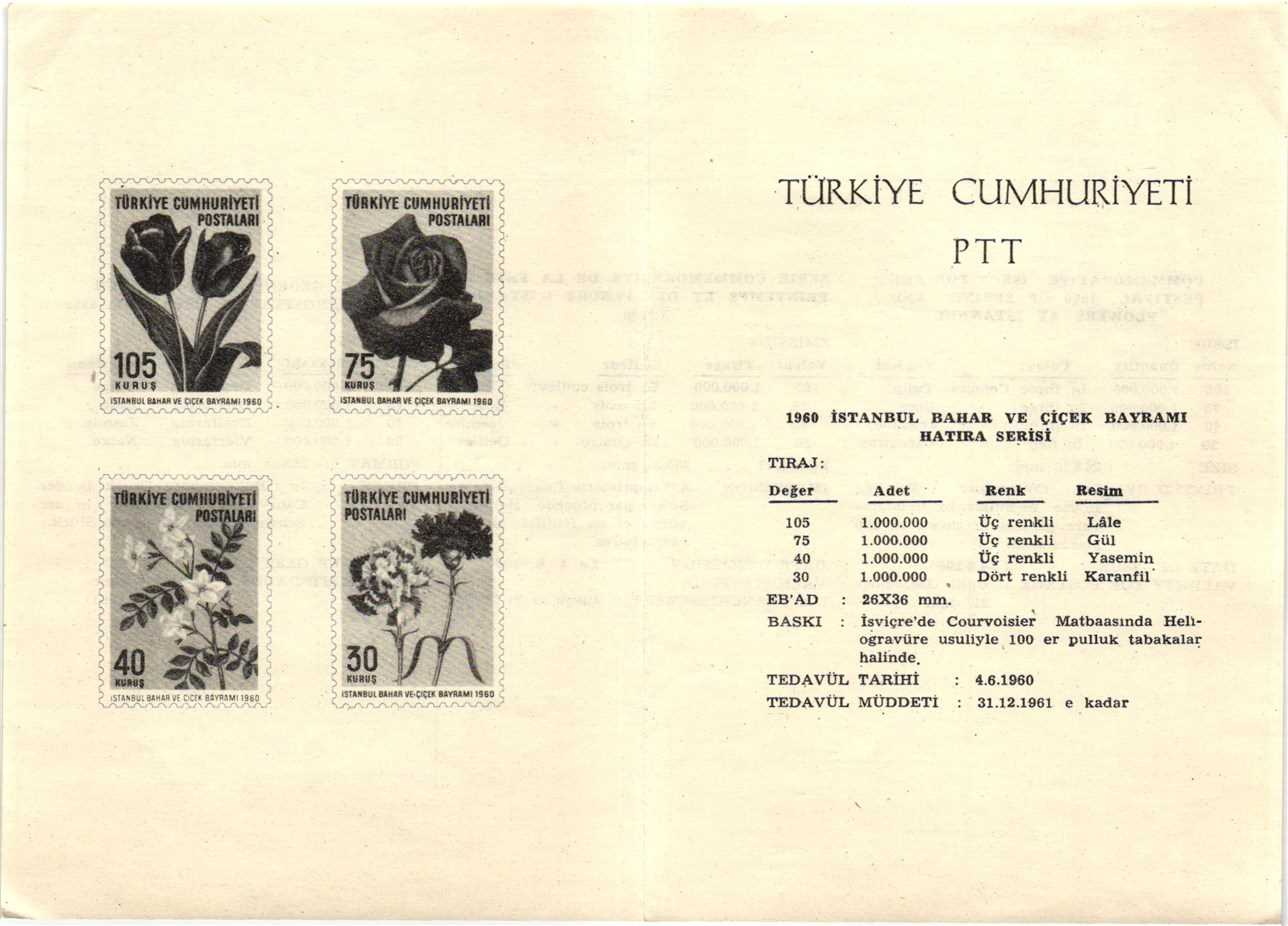 TÜRKİYE CUMHURİYETİ
POSTALARI
105
KURUŞ
İSTANBUL BAHAR VE ÇİÇEK BAYRAMI 1960
TÜRKİYE CUMHURİYETİ
POSTALARI
75
KURUŞ
İSTANBUL BAHAR VE ÇİÇEK BAYRAMI 1960
TÜRKİYE CUMHURİYETİ
POSTALARI
40
KURUŞ
İSTANBUL BAHAR VE ÇİÇEK BAYRAMI 1960
TÜRKİYE CUMHURİYETİ
POSTALARI
30
KURUŞ
İSTANBUL BAHAR VE ÇİÇEK BAYRAMI 1960
TÜRKİYE CUMHURİYETİ
PTT
1960 İSTANBUL BAHAR VE ÇİÇEK BAYRAMI
HATIRA SERİSİ
TIRAJ:
Değer Adet Renk Resim
105 1.000.000 Üç renkli Lâle
75 1.000.000 Üç renkli Gül
40 1.000.000 Üç renkli Yasemin
30 1.000.000 Dört renkli Karanfil
EB'AD : 26X36 mm.
BASKI : İsviçre'de Courvoisier Matbaasında Heli-
ogravüre usuliyle 100 er pulluk tabakalar
halinde.
TEDAVÜL TARİHİ : 4.6.1960
TEDAVÜL MÜDDETİ : 31.12.1961 e kadar